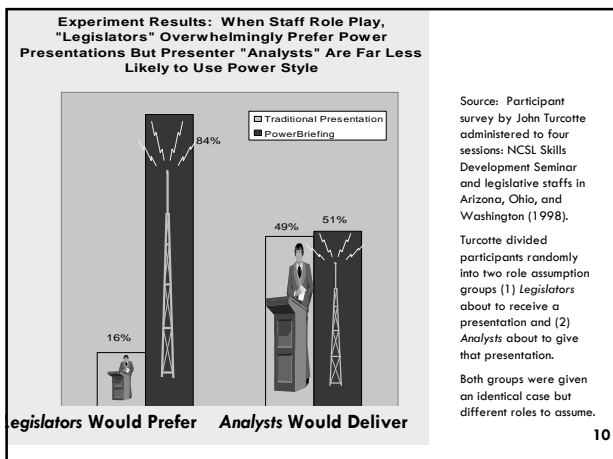 Experiment Results: When Staff Role Play,
"Legislators" Overwhelmingly Prefer Power
Presentations But Presenter "Analysts" Are Far Less
Likely to Use Power Style
Traditional Presentation
PowerBriefing
84%
49%
51%
16%
egislators Would Prefer
Analysts Would Deliver
Source: Participant
survey by John Turcotte
administered to four
sessions: NCSL Skills
Development Seminar
and legislative staffs in
Arizona, Ohio, and
Washington (1998).
Turcotte divided
participants randomly
into two role assumption
groups (1) Legislators
about to receive a
presentation and (2)
Analysts about to give
that presentation.
Both groups were given
an identical case but
different roles to assume.
10